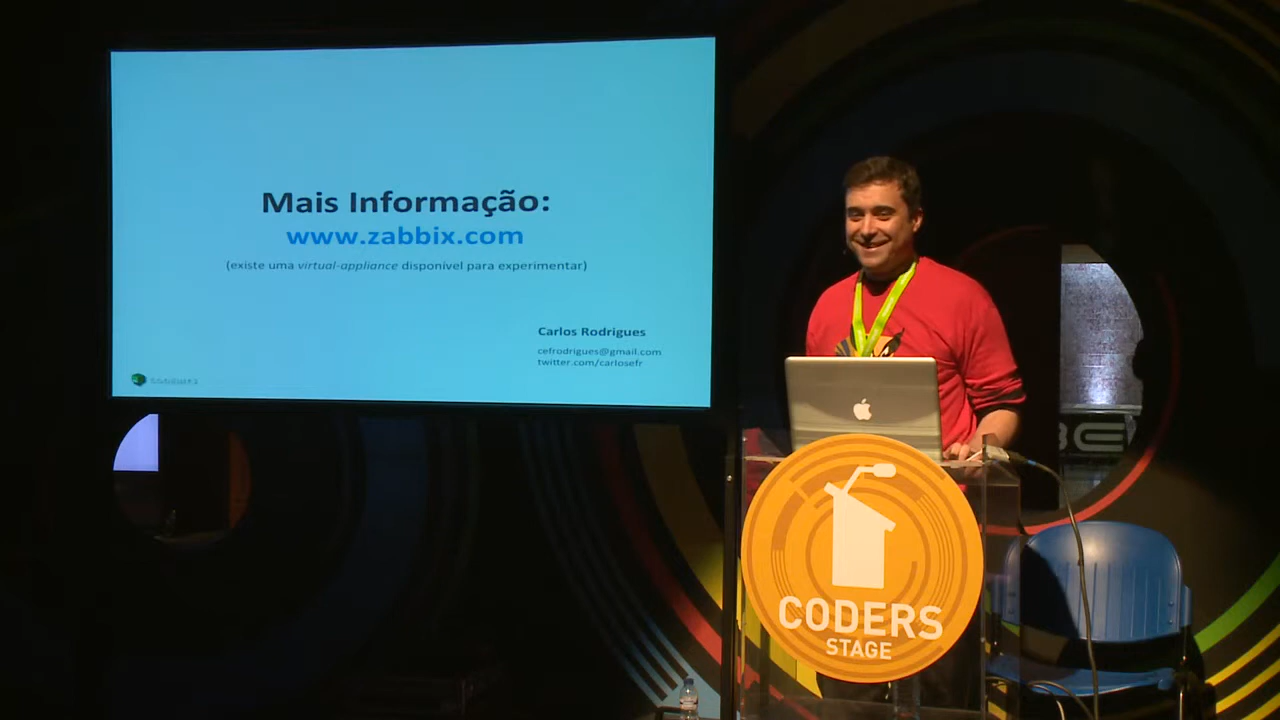 Mais Informação:
www.zabbix.com
(existe uma virtual-appliance disponível para experimentar)
Carlos Rodrigues
cefrodrigues@gmail.com
twitter.com/carlosefr
CODERS
STAGE